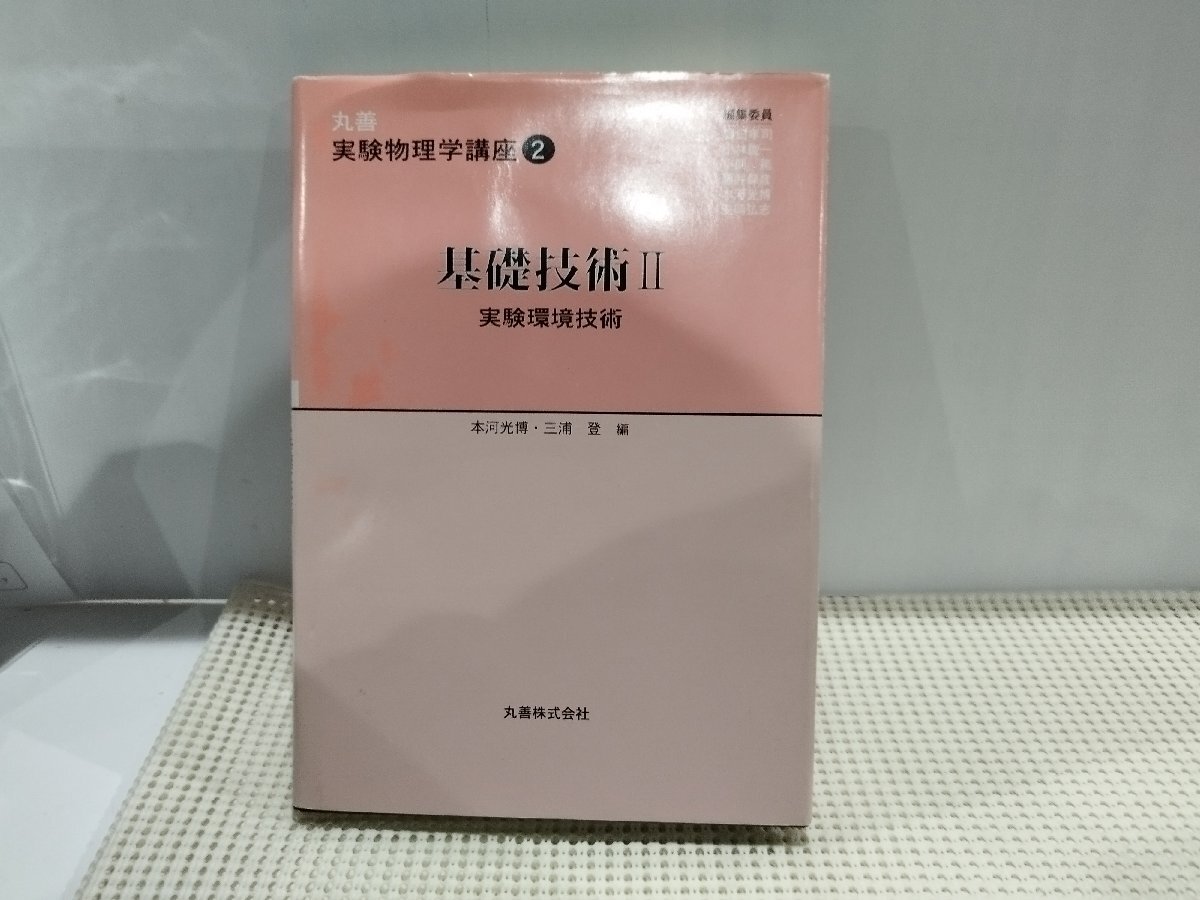 丸善
実験物理学講座2
編集委員
基礎技術II
実験環境技術
本河光博・三浦 登 編
丸善株式会社